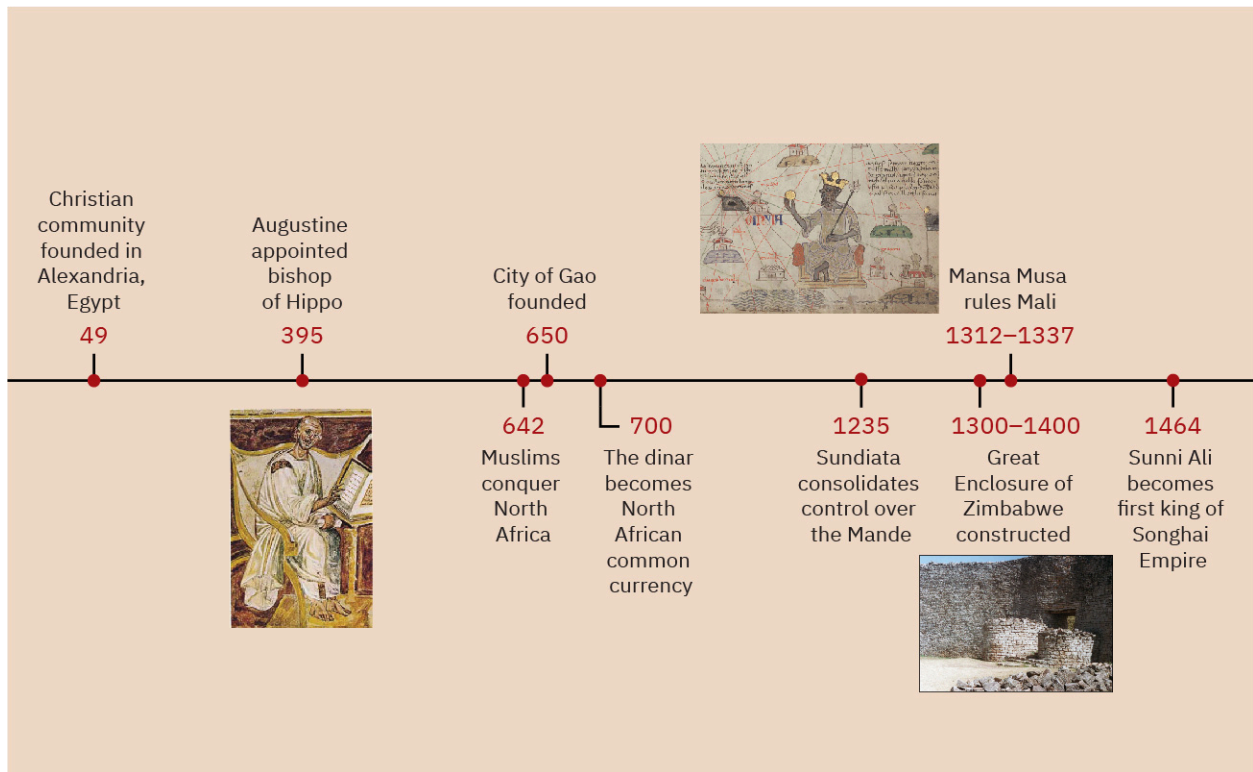 Christian
community
founded in
Alexandria,
Egypt
49
Augustine
appointed
bishop
of Hippo
395
City of Gao
founded
650
Mansa Musa
rules Mali
1312–1337
642
Muslims
conquer
North
Africa
700
The dinar
becomes
North
African
common
currency
1235
Sundiata
consolidates
control over
the Mande
1300–1400
Great
Enclosure of
Zimbabwe
constructed
1464
Sunni Ali
becomes
first king of
Songhai
Empire